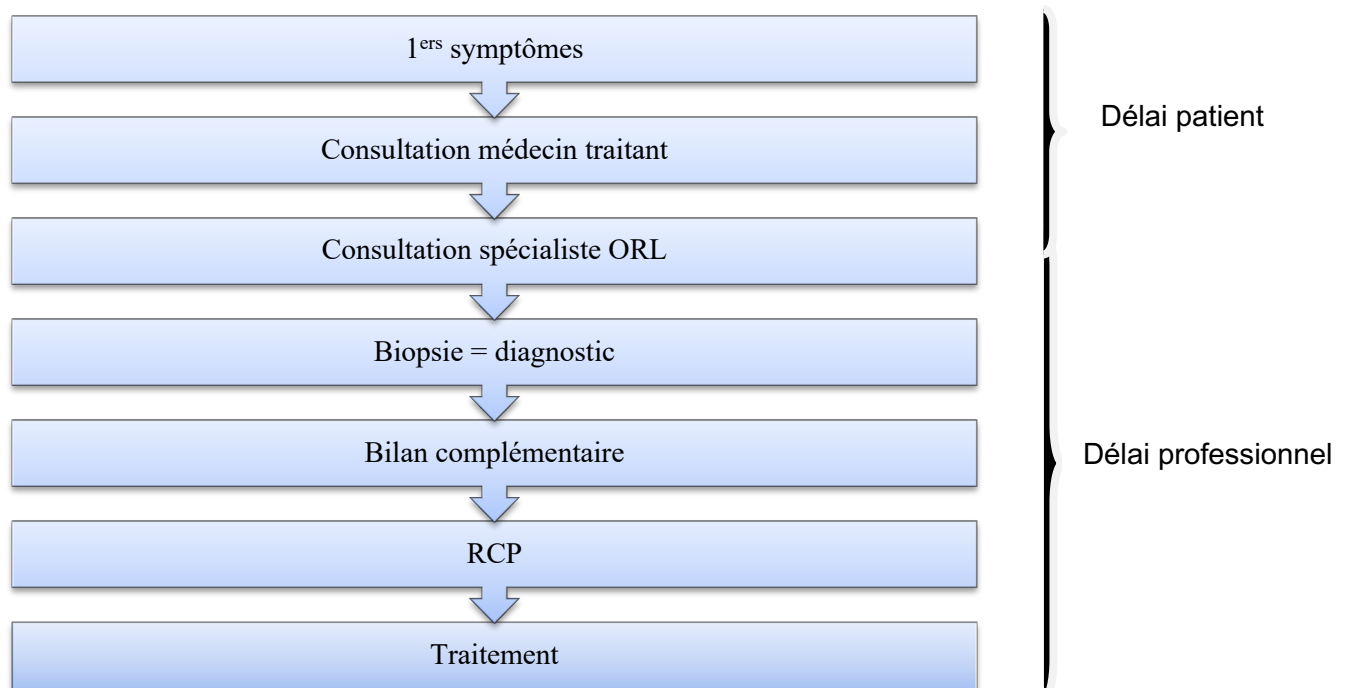 1ers symptômes
Délai patient
Consultation médecin traitant
Consultation spécialiste ORL
Biopsie = diagnostic
Bilan complémentaire
Délai professionnel
RCP
Traitement